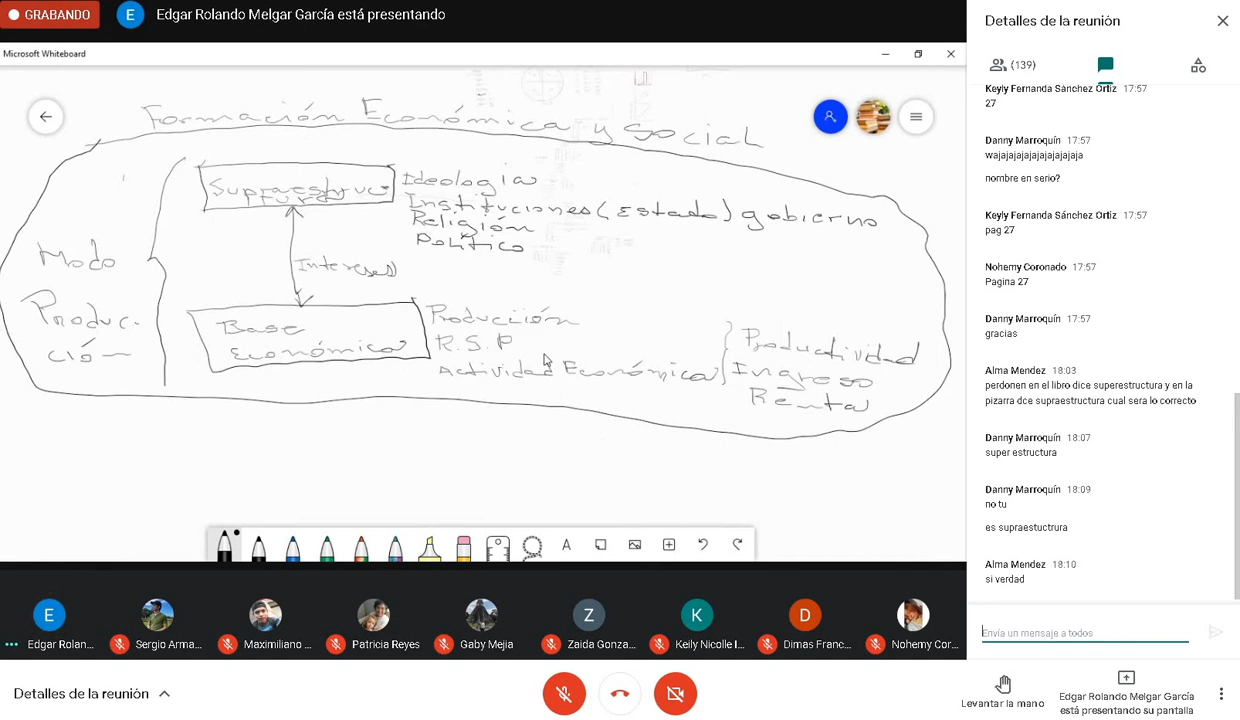 GRABANDO
E
Edgar Rolando Melgar García está presentando
Microsoft Whiteboard
Formación Económica y Social
Supraestruc
tura
Ideologia
Instituciones (Estado) gobierno
Religión
Politico
Intereses
Modo
Produc.
ción
Base
Económica
Producción
R.S.P
Actividad Económica
Productividad
Ingreso
Renta
A
E
Edgar Rolan...
Sergio Arma...
Maximiliano ...
Patricia Reyes
Gaby Mejia
Z
Zaida Gonza...
K
Keily Nicolle I...
D
Dimas Franc...
Nohemy Cor...
Detalles de la reunión
Detalles de la reunión
(139)
Keyly Fernanda Sánchez Ortiz 17:57
27
Danny Marroquín 17:57
wajajajajajajajajajaja
nombre en serio?
Keyly Fernanda Sánchez Ortiz 17:57
pag 27
Nohemy Coronado 17:57
Pagina 27
Danny Marroquín 17:57
gracias
Alma Mendez 18:03
perdonen en el libro dice superestructura y en la
pizarra dce supraestructura cual sera lo correcto
Danny Marroquín 18:07
super estructura
Danny Marroquín 18:09
no tu
es supraestuctrura
Alma Mendez 18:10
si verdad
Envía un mensaje a todos
Levantar la mano
Edgar Rolando Melgar García
está presentando su pantalla